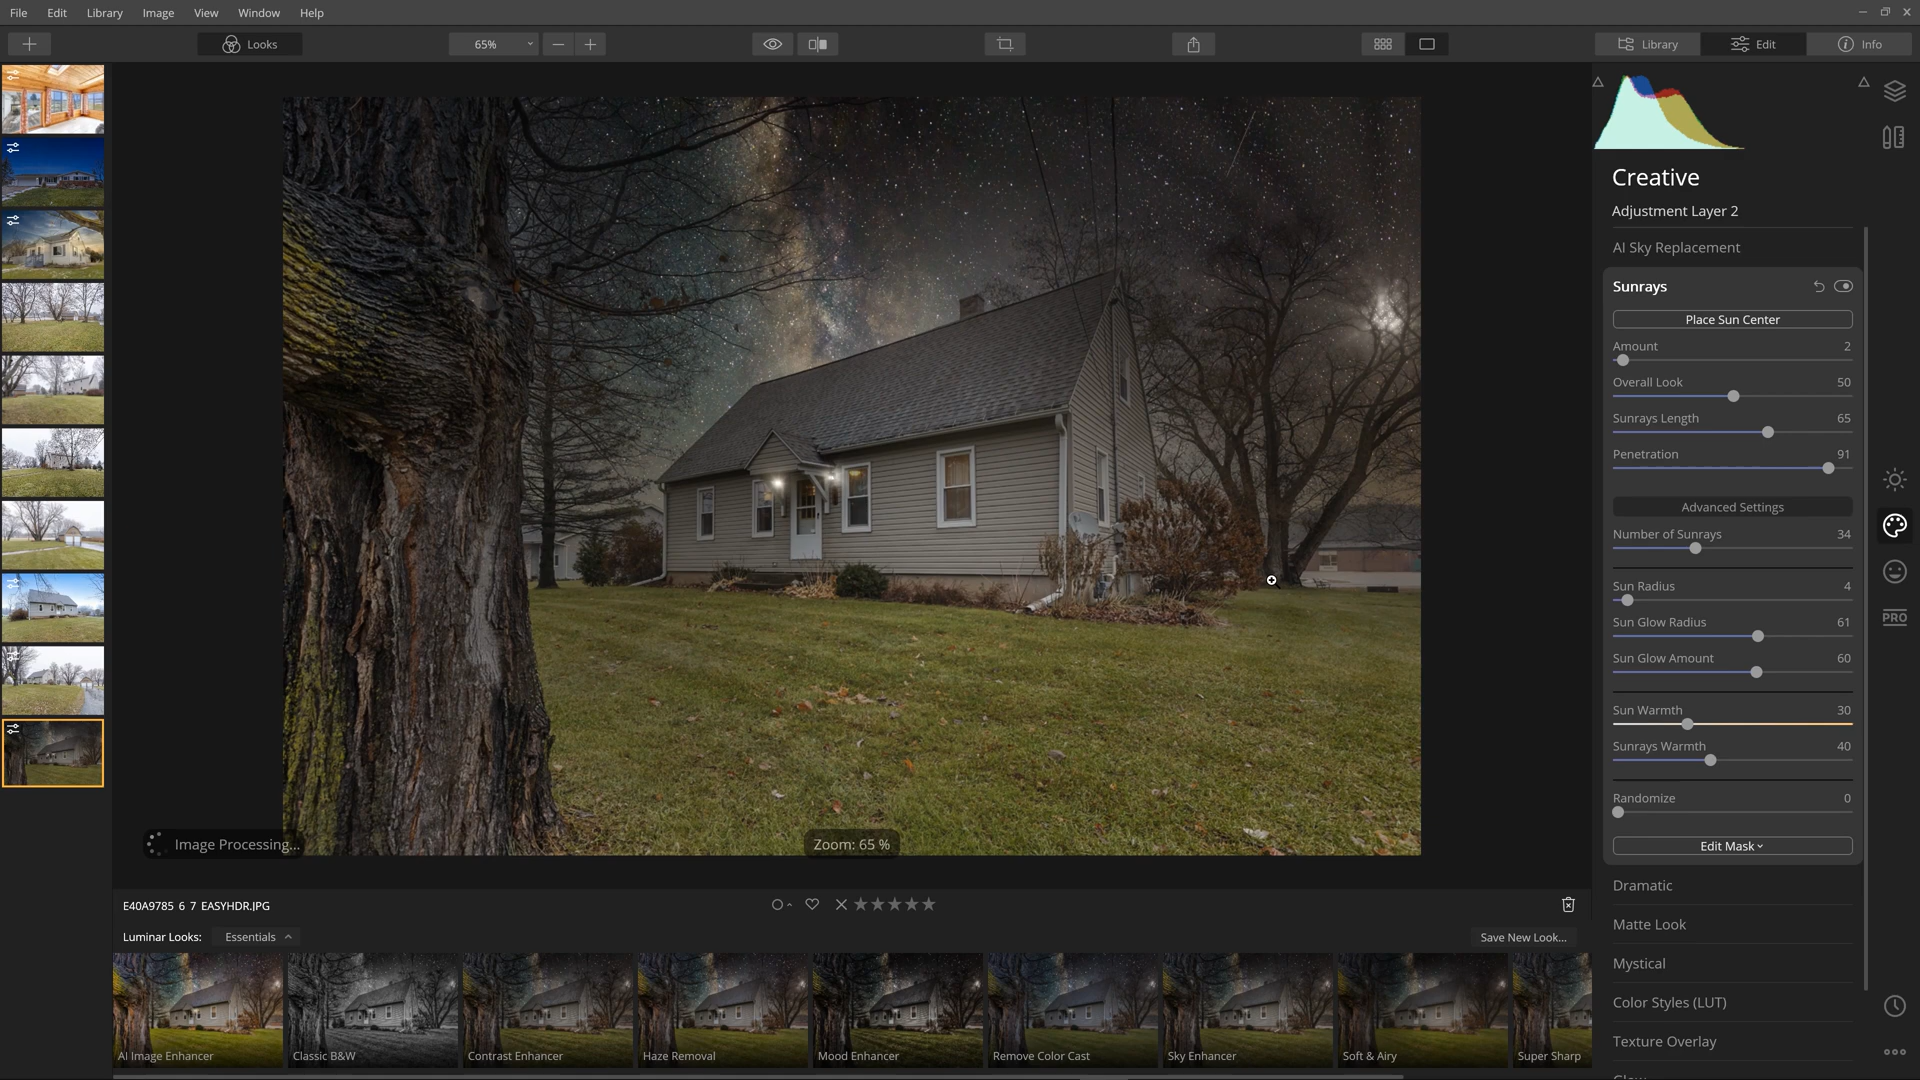 File Edit Library Image View Window Help
Looks 65% Library Edit Info
Creative
Adjustment Layer 2
AI Sky Replacement
Sunrays
Place Sun Center
Amount 2
Overall Look 50
Sunrays Length 65
Penetration 91
Advanced Settings
Number of Sunrays 34
Sun Radius 4
Sun Glow Radius 61
Sun Glow Amount 60
Sun Warmth 30
Sunrays Warmth 40
Randomize 0
Edit Mask
Dramatic
Matte Look
Mystical
Color Styles (LUT)
Texture Overlay
PRO
Image Processing... Zoom: 65 %
E40A9785 6 7 EASYHDR.JPG
Luminar Looks: Essentials Save New Look...
AI Image Enhancer Classic B&W Contrast Enhancer Haze Removal Mood Enhancer Remove Color Cast Sky Enhancer Soft & Airy Super Sharp